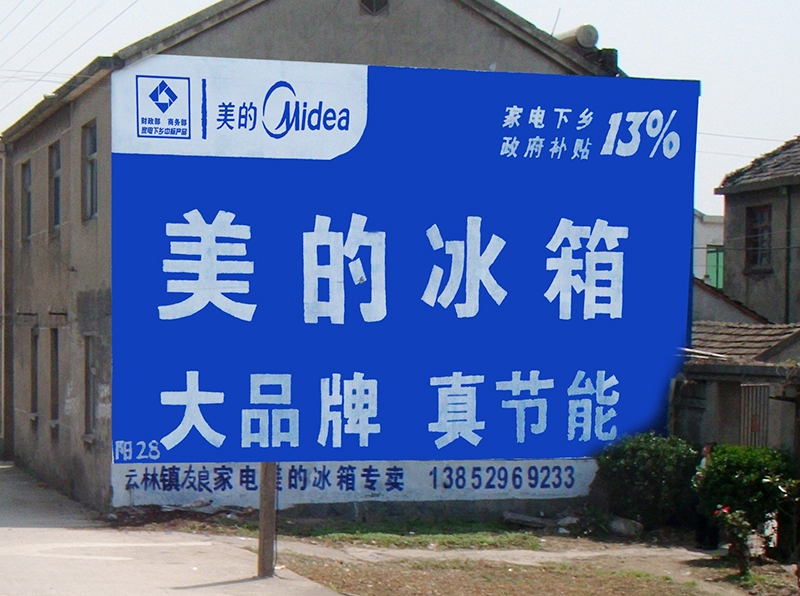 财政部 商务部
家电下乡中标产品
美的 Midea
家电下乡
政府补贴
13%
美的冰箱
大品牌 真节能
阳28
云林镇友良家电美的冰箱专卖 13852969233